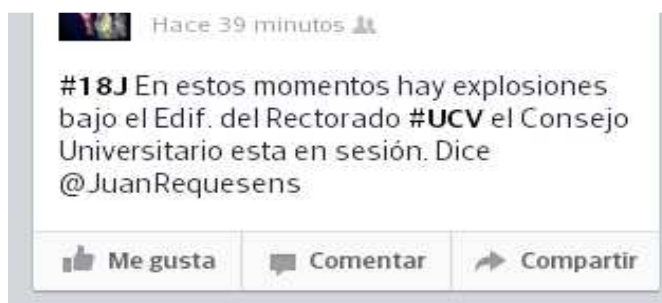 Hace 39 minutos
#18J En estos momentos hay explosiones
bajo el Edif. del Rectorado #UCV el Consejo
Universitario esta en sesión. Dice
@JuanRequesens
Me gusta Comentar Compartir